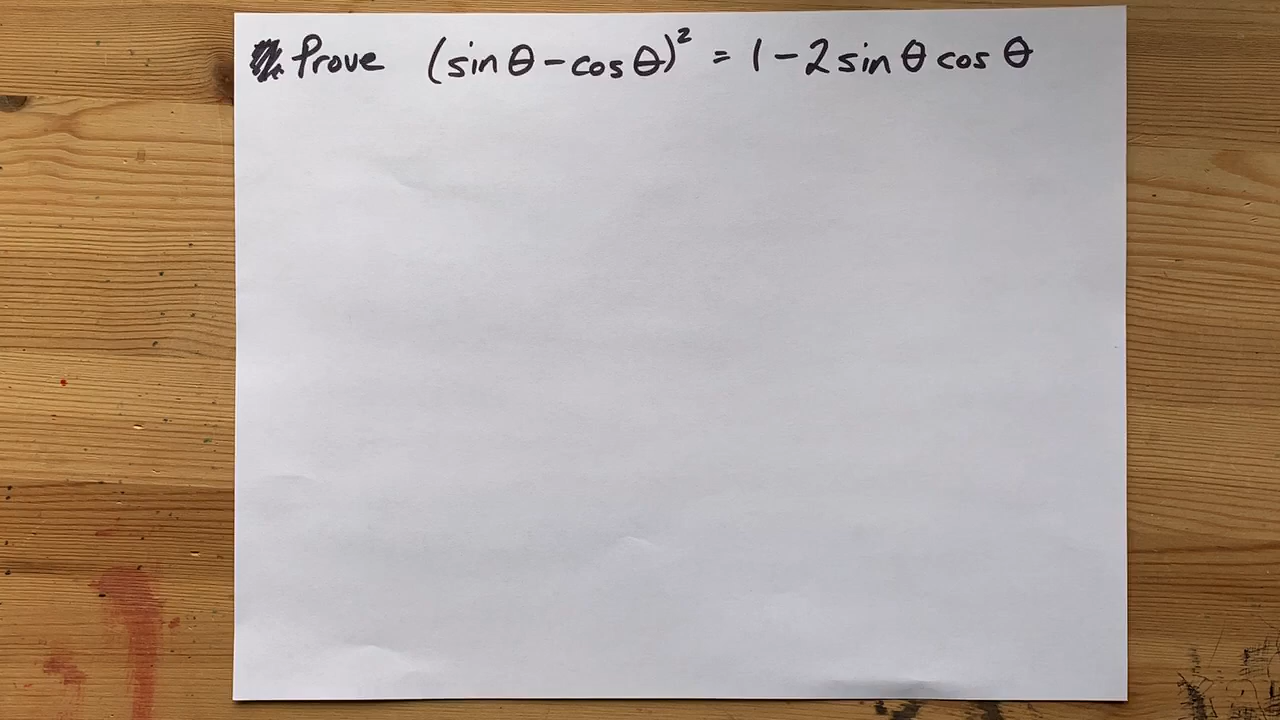 Prove (sin θ - cos θ)² = 1 - 2 sin θ cos θ